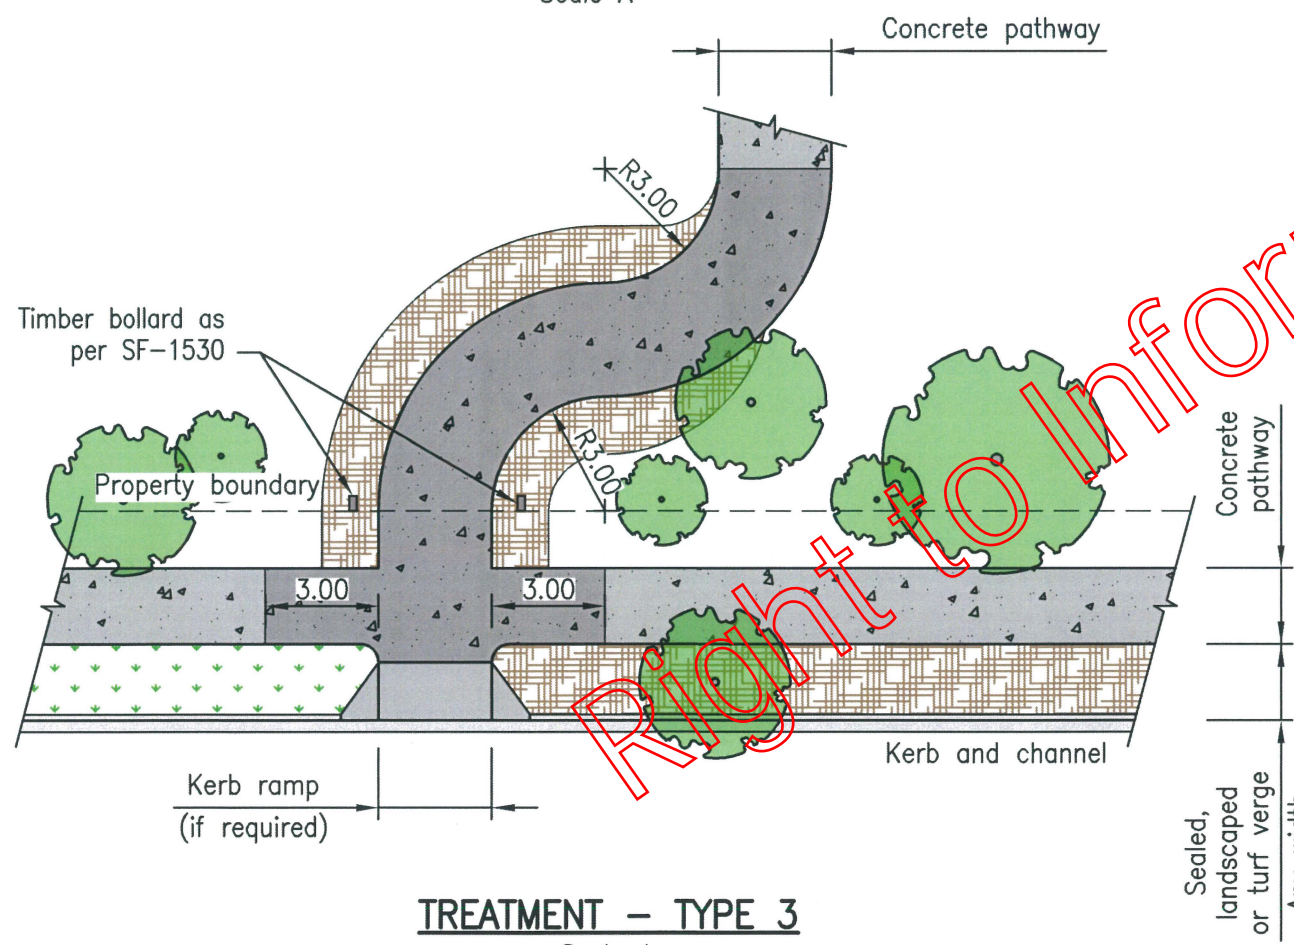 Concrete pathway
R3.00
Timber bollard as
per SF-1530
R3.00
Concrete
pathway
Property boundary
3.00
3.00
Kerb and channel
Kerb ramp
(if required)
Sealed,
landscaped
or turf verge
Right to Infor
TREATMENT - TYPE 3